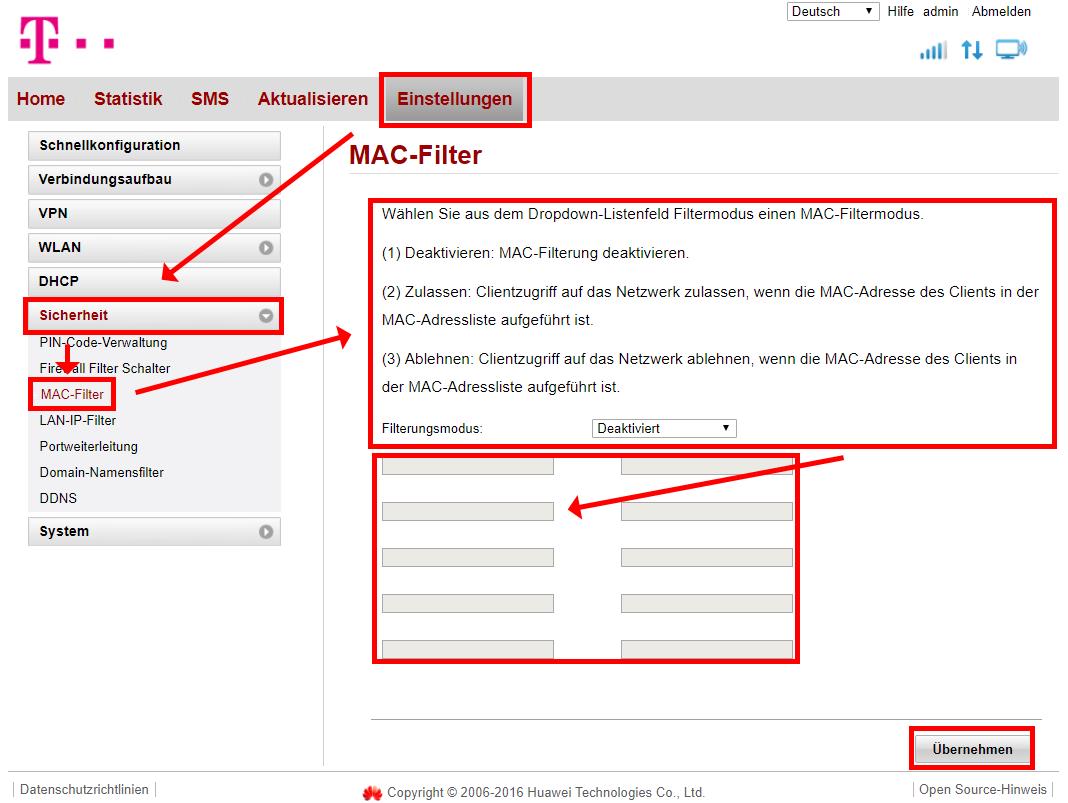 Deutsch Hilfe admin Abmelden
T
Home Statistik SMS Aktualisieren Einstellungen
Schnellkonfiguration
Verbindungsaufbau
VPN
WLAN
DHCP
Sicherheit
PIN-Code-Verwaltung
Firewall Filter Schalter
MAC-Filter
LAN-IP-Filter
Portweiterleitung
Domain-Namensfilter
DDNS
System
MAC-Filter
Wählen Sie aus dem Dropdown-Listenfeld Filtermodus einen MAC-Filtermodus.
(1) Deaktivieren: MAC-Filterung deaktivieren.
(2) Zulassen: Clientzugriff auf das Netzwerk zulassen, wenn die MAC-Adresse des Clients in der
MAC-Adressliste aufgeführt ist.
(3) Ablehnen: Clientzugriff auf das Netzwerk ablehnen, wenn die MAC-Adresse des Clients in
der MAC-Adressliste aufgeführt ist.
Filterungsmodus: Deaktiviert
Übernehmen
Datenschutzrichtlinien
Copyright © 2006-2016 Huawei Technologies Co., Ltd.
Open Source-Hinweis